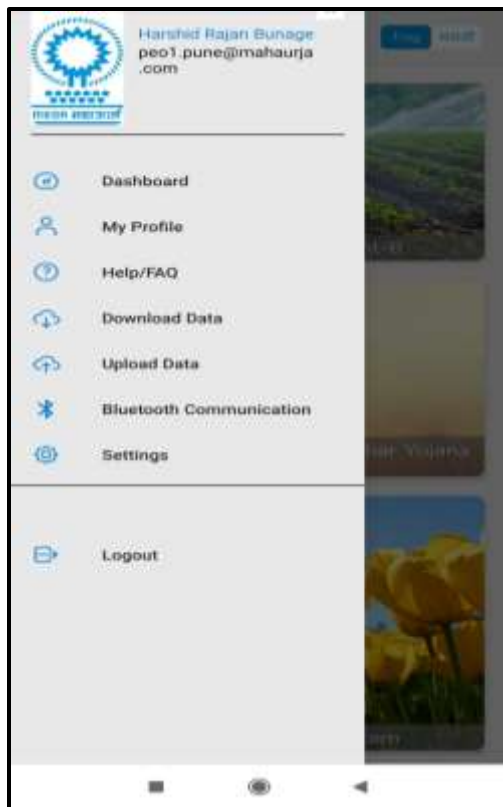 Harshid Rajan Bunage
peo1.pune@mahaurja
.com
Dashboard
My Profile
Help/FAQ
Download Data
Upload Data
Bluetooth Communication
Settings
Logout
Yojana